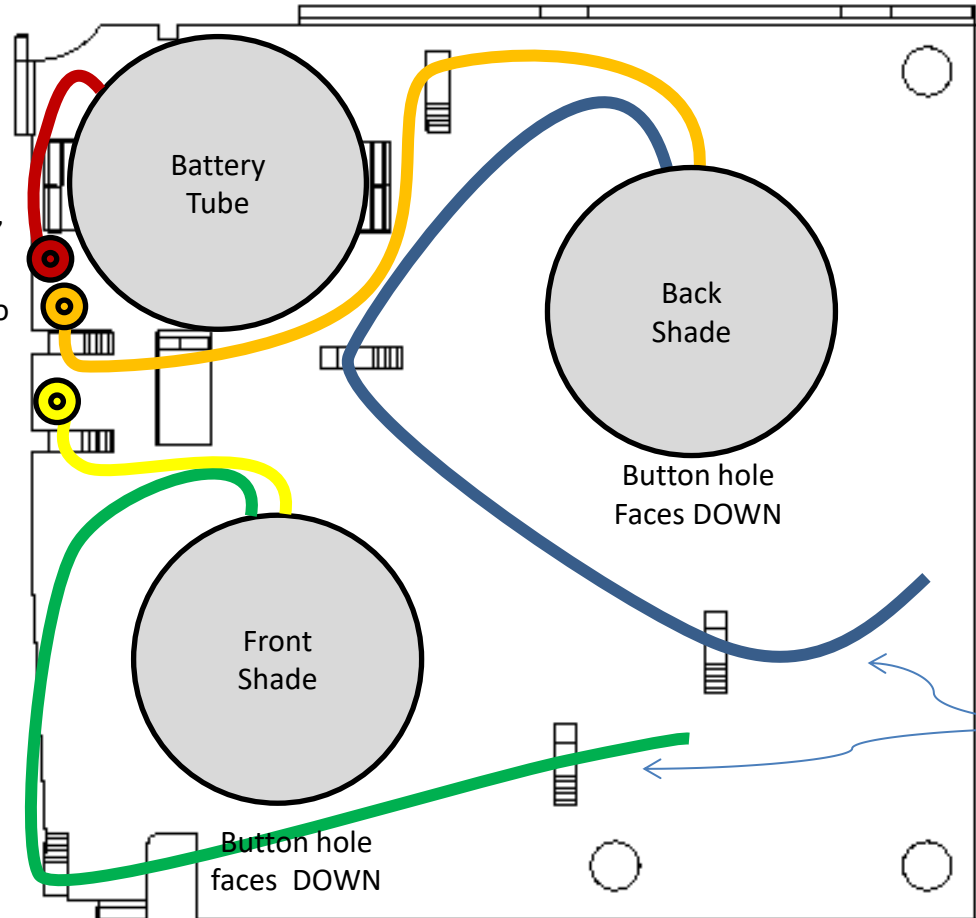 Battery
Tube
Back
Shade
Button hole
Faces DOWN
Front
Shade
Button hole
faces DOWN